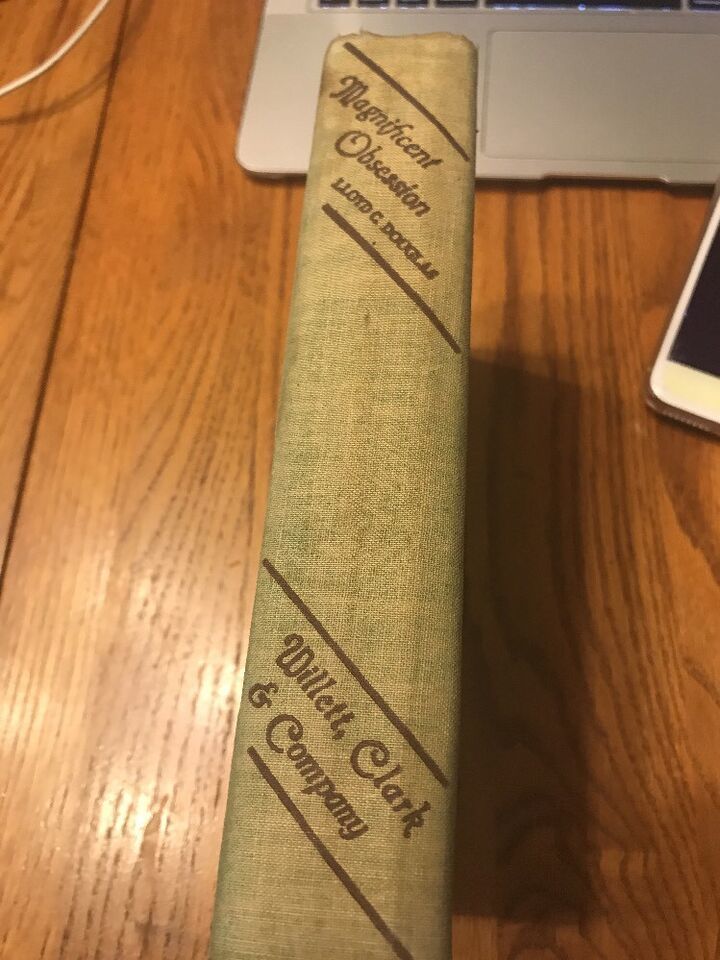 Magnificent
Obsession
LLOYD C. DOUGLAS
Willett, Clark
& Company